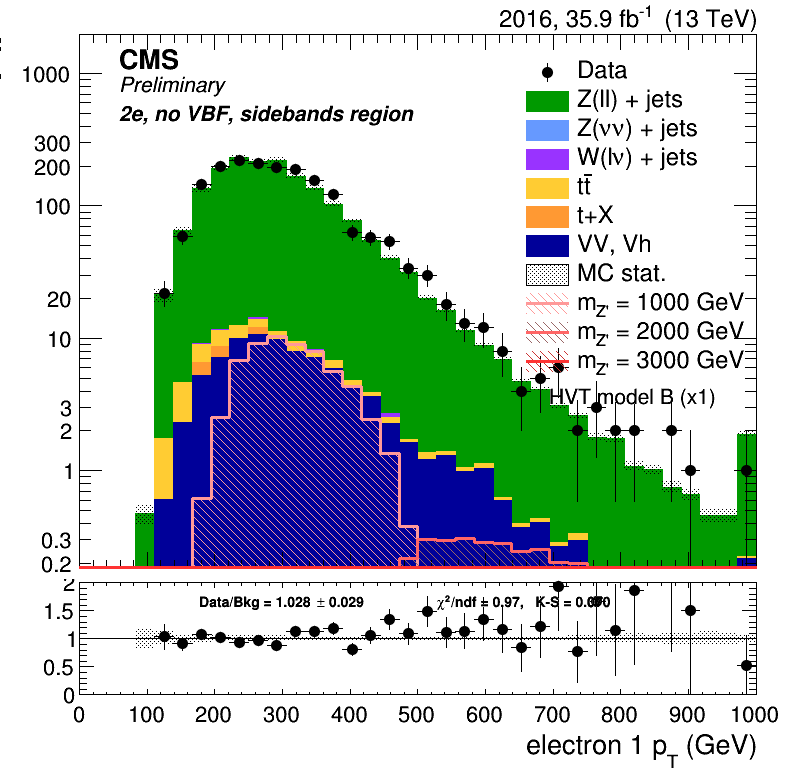 2016, 35.9 fb⁻¹ (13 TeV)
CMS
Preliminary
2e, no VBF, sidebands region
Data
Z(ll) + jets
Z(νν) + jets
W(lν) + jets
tt̄
t+X
VV, Vh
MC stat.
m_Z' = 1000 GeV
m_Z' = 2000 GeV
m_Z' = 3000 GeV
HVT model B (x1)
1000
300
200
100
20
10
3
2
1
0.3
0.2
Data/Bkg = 1.028 ± 0.029 χ²/ndf = 0.97, K-S =
2
1.5
1
0.5
0
0 100 200 300 400 500 600 700 800 900 1000
electron 1 p_T (GeV)